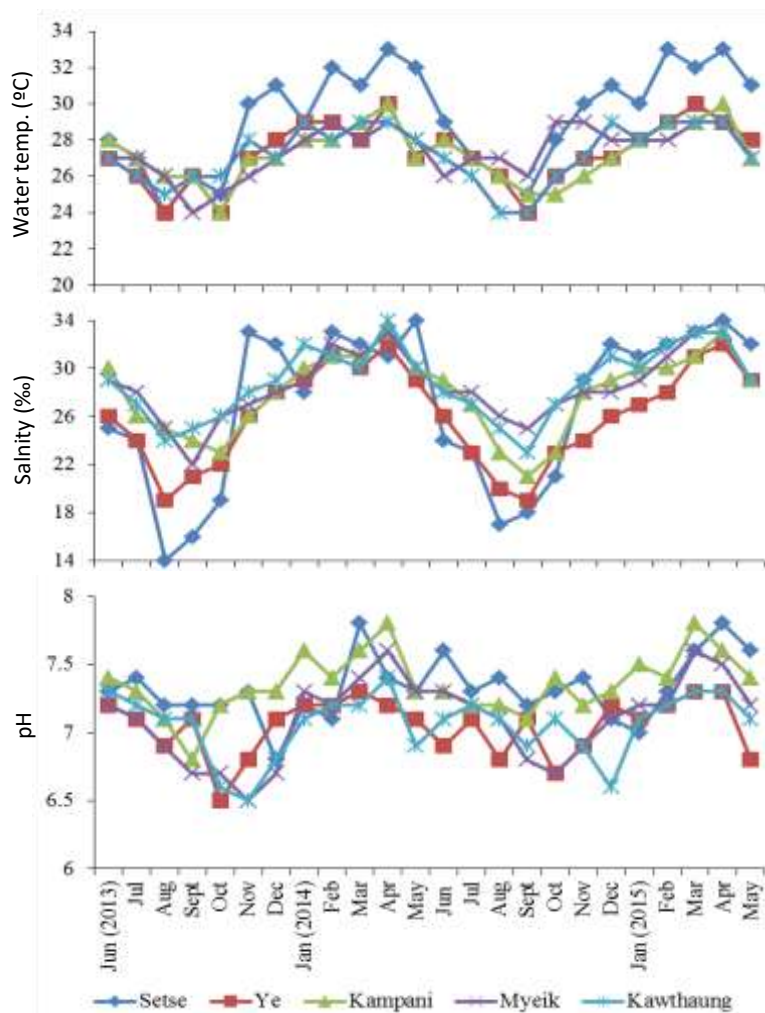 Water temp. (ºC)
34
32
30
28
26
24
22
20
Salnity (‰)
34
30
26
22
18
14
pH
8
7.5
7
6.5
6
Jun (2013)
Jul
Aug
Sept
Oct
Nov
Dec
Jan (2014)
Feb
Mar
Apr
May
Jun
Jul
Aug
Sept
Oct
Nov
Dec
Jan (2015)
Feb
Mar
Apr
May
Setse Ye Kampani Myeik Kawthaung